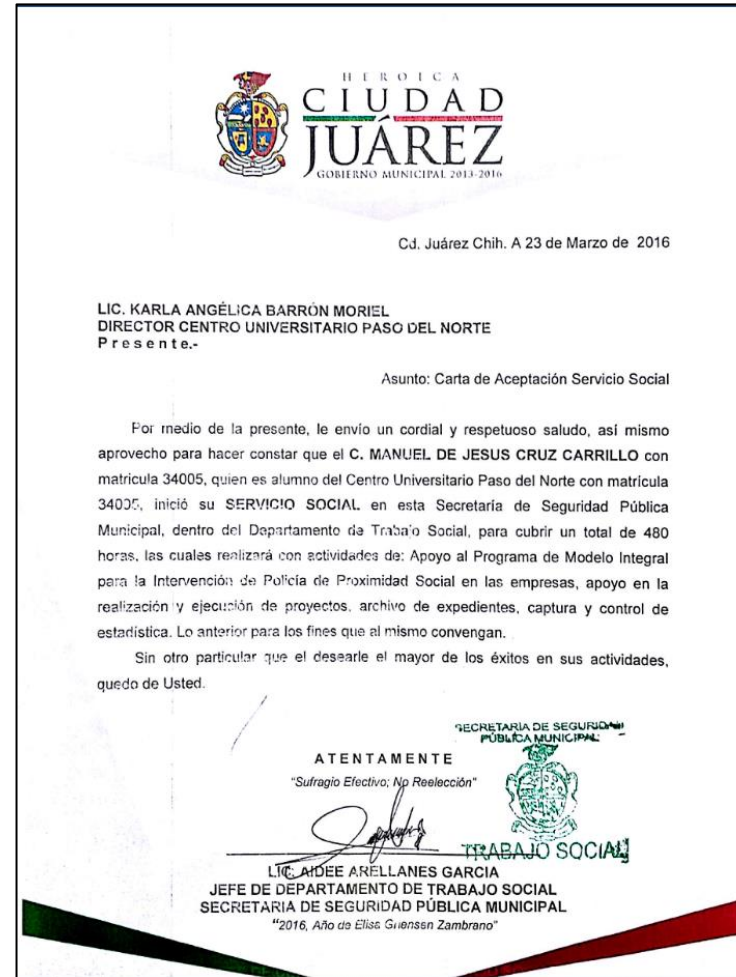 HEROICA
CIUDAD
JUÁREZ
GOBIERNO MUNICIPAL 2013-2016
Cd. Juárez Chih. A 23 de Marzo de 2016
LIC. KARLA ANGÉLICA BARRÓN MORIEL
DIRECTOR CENTRO UNIVERSITARIO PASO DEL NORTE
P r e s e n t e.-
Asunto: Carta de Aceptación Servicio Social
Por medio de la presente, le envío un cordial y respetuoso saludo, así mismo
aprovecho para hacer constar que el C. MANUEL DE JESUS CRUZ CARRILLO con
matricula 34005, quien es alumno del Centro Universitario Paso del Norte con matrícula
34005, inició su SERVICIO SOCIAL en esta Secretaría de Seguridad Pública
Municipal, dentro del Departamento de Trabajo Social, para cubrir un total de 480
horas, las cuales realizará con actividades de: Apoyo al Programa de Modelo Integral
para la Intervención de Policía de Proximidad Social en las empresas, apoyo en la
realización y ejecución de proyectos, archivo de expedientes, captura y control de
estadística. Lo anterior para los fines que al mismo convengan.
Sin otro particular que el desearle el mayor de los éxitos en sus actividades,
quedo de Usted.
SECRETARIA DE SEGURIDAD
PÚBLICA MUNICIPAL
TRABAJO SOCIAL
A T E N T A M E N T E
"Sufragio Efectivo; No Reelección"
LIC. AIDEE ARELLANES GARCIA
JEFE DE DEPARTAMENTO DE TRABAJO SOCIAL
SECRETARIA DE SEGURIDAD PÚBLICA MUNICIPAL
"2016, Año de Elisa Griensen Zambrano"